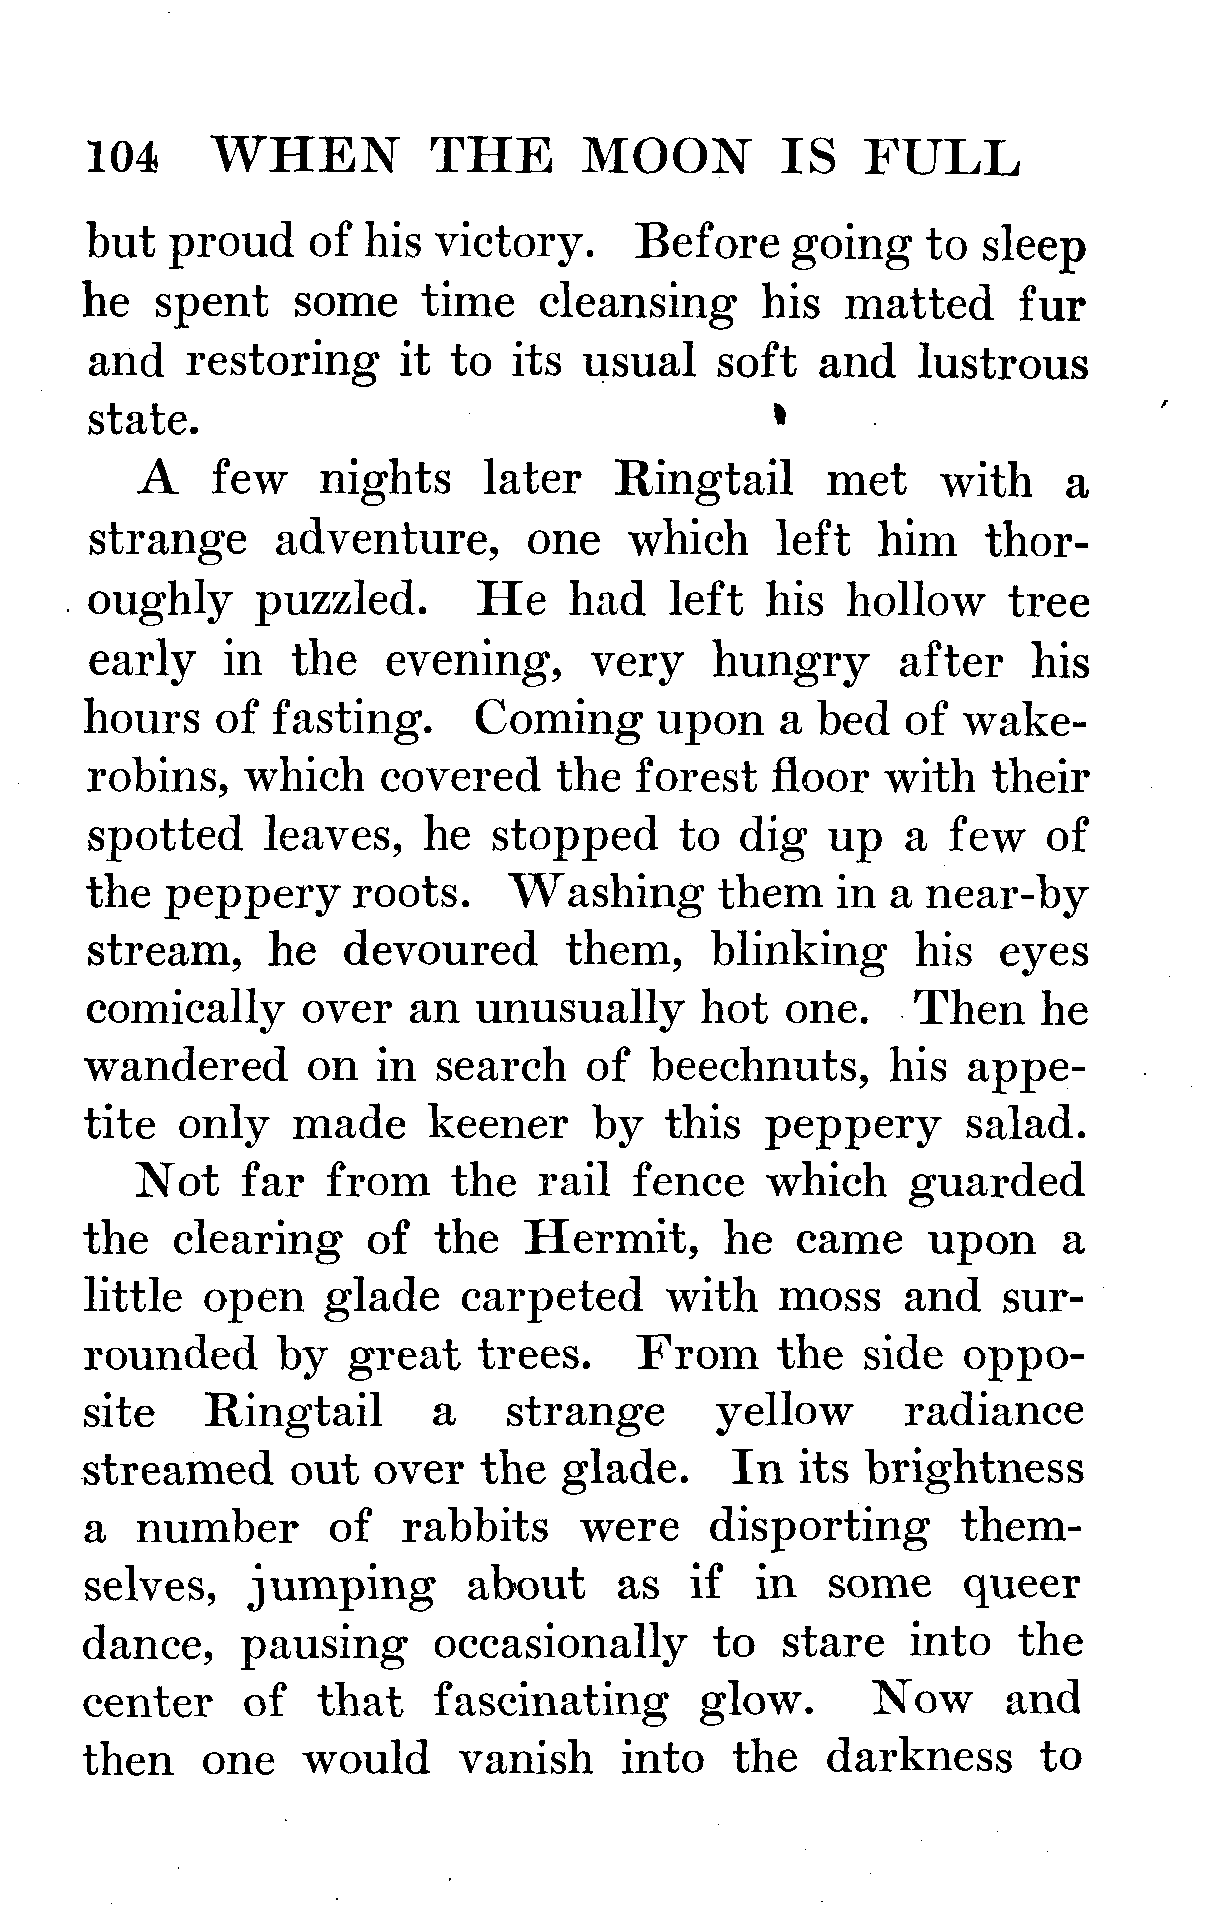 104 WHEN THE MOON IS FULL
but proud of his victory. Before going to sleep
he spent some time cleansing his matted fur
and restoring it to its usual soft and lustrous
state.
A few nights later Ringtail met with a
strange adventure, one which left him thor-
oughly puzzled. He had left his hollow tree
early in the evening, very hungry after his
hours of fasting. Coming upon a bed of wake-
robins, which covered the forest floor with their
spotted leaves, he stopped to dig up a few of
the peppery roots. Washing them in a near-by
stream, he devoured them, blinking his eyes
comically over an unusually hot one. Then he
wandered on in search of beechnuts, his appe-
tite only made keener by this peppery salad.
Not far from the rail fence which guarded
the clearing of the Hermit, he came upon a
little open glade carpeted with moss and sur-
rounded by great trees. From the side oppo-
site Ringtail a strange yellow radiance
streamed out over the glade. In its brightness
a number of rabbits were disporting them-
selves, jumping about as if in some queer
dance, pausing occasionally to stare into the
center of that fascinating glow. Now and
then one would vanish into the darkness to